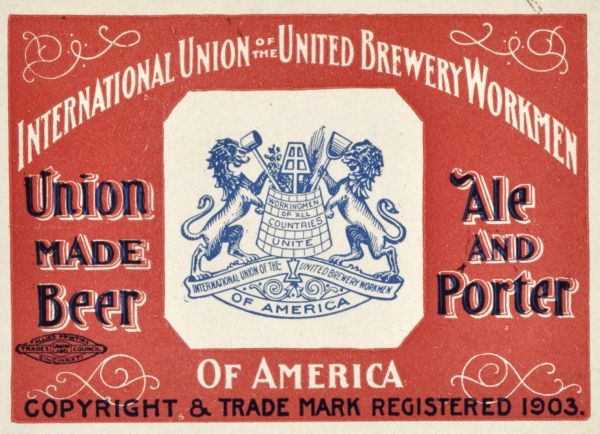 INTERNATIONAL UNION OF THE UNITED BREWERY WORKMEN
Union
MADE
Beer
Ale
AND
Porter
WORKINGMEN
OF ALL
COUNTRIES
UNITE
INTERNATIONAL UNION OF THE UNITED BREWERY WORKMEN
OF AMERICA
ALLIED PRINTING
TRADES UNION LABEL COUNCIL
CINCINNATI
OF AMERICA
COPYRIGHT & TRADE MARK REGISTERED 1903.